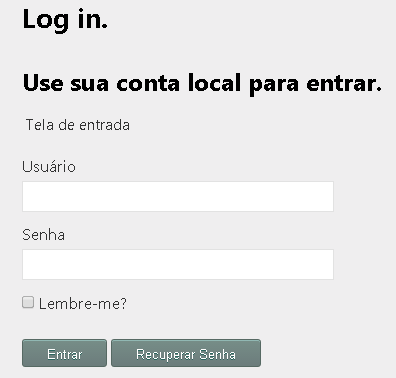 Log in.
Use sua conta local para entrar.
Tela de entrada
Usuário
Senha
Lembre-me?
Entrar Recuperar Senha